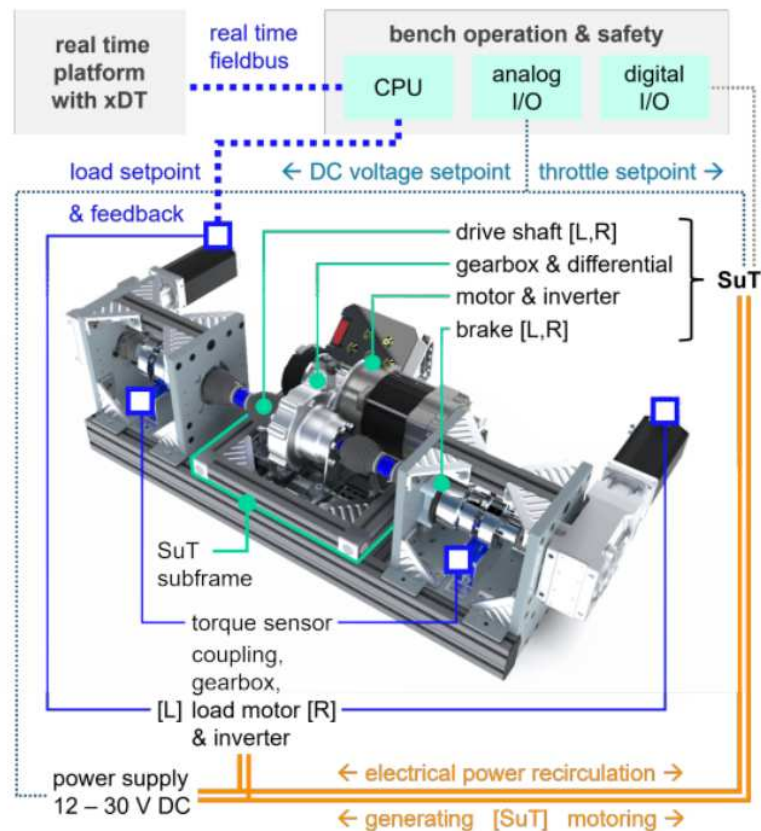 real time
platform
with xDT
real time
fieldbus
bench operation & safety
CPU
analog
I/O
digital
I/O
load setpoint
& feedback
← DC voltage setpoint
throttle setpoint →
drive shaft [L,R]
gearbox & differential
motor & inverter
brake [L,R]
SuT
SuT
subframe
torque sensor
coupling,
gearbox,
[L] load motor [R]
& inverter
power supply
12 – 30 V DC
← electrical power recirculation →
← generating [SuT] motoring →